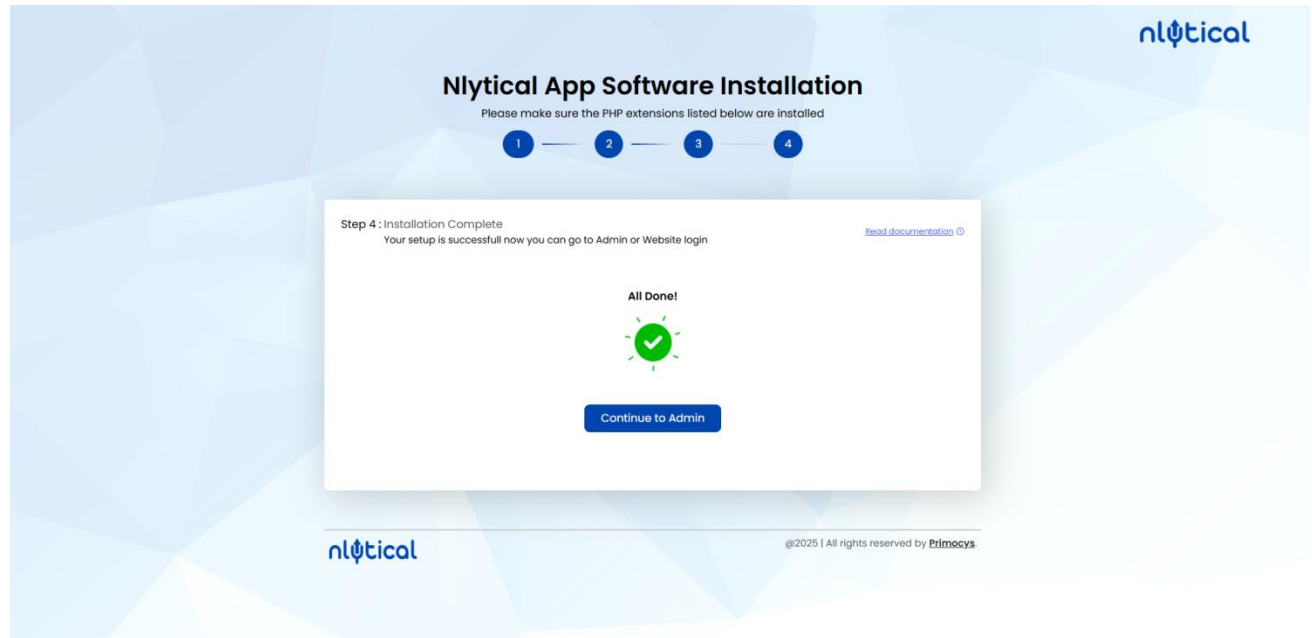 nlytical
Nlytical App Software Installation
Please make sure the PHP extensions listed below are installed
1 2 3 4
Step 4 : Installation Complete
Your setup is successfull now you can go to Admin or Website login
Read documentation
All Done!
Continue to Admin
nlytical
@2025 | All rights reserved by Primocys.